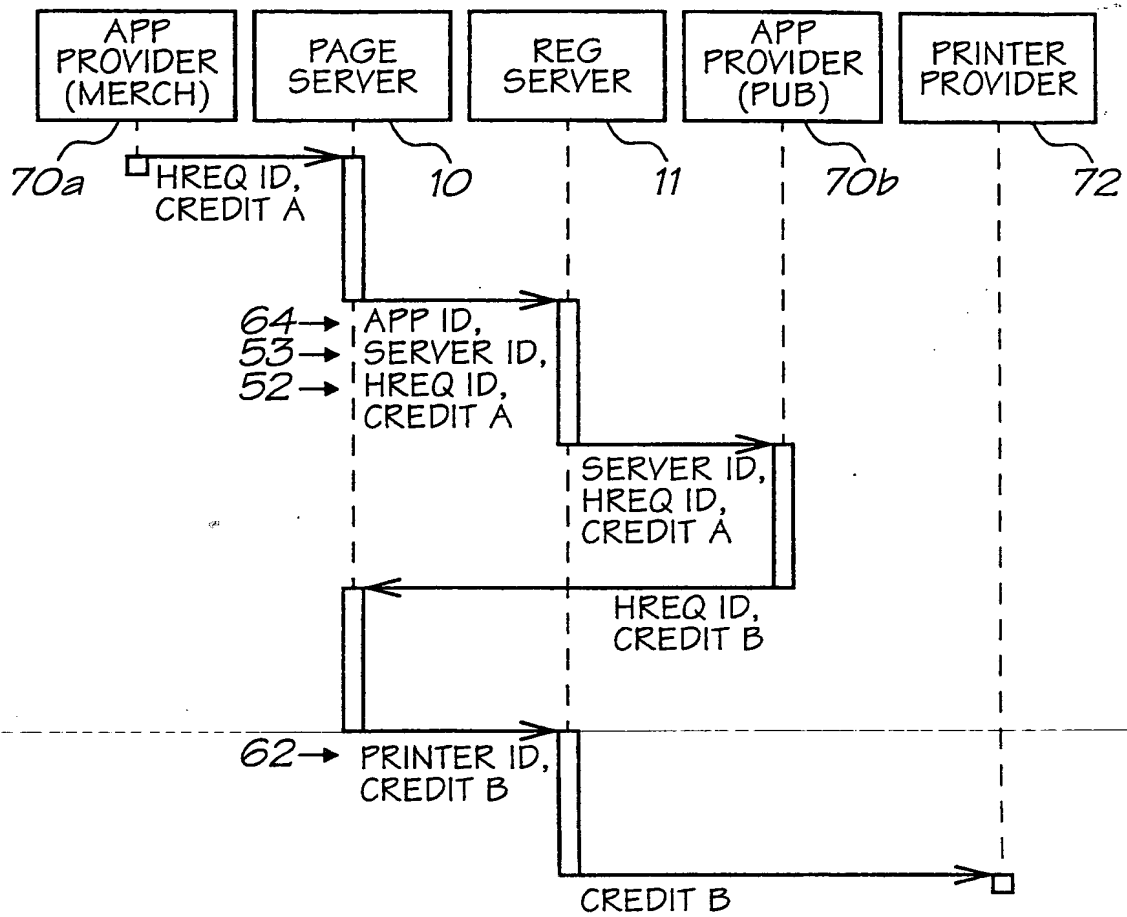 APP
PROVIDER
(MERCH)
PAGE
SERVER
REG
SERVER
APP
PROVIDER
(PUB)
PRINTER
PROVIDER
70a
10
11
70b
72
HREQ ID,
CREDIT A
64 → APP ID,
53 → SERVER ID,
52 → HREQ ID,
CREDIT A
SERVER ID,
HREQ ID,
CREDIT A
HREQ ID,
CREDIT B
62 → PRINTER ID,
CREDIT B
CREDIT B